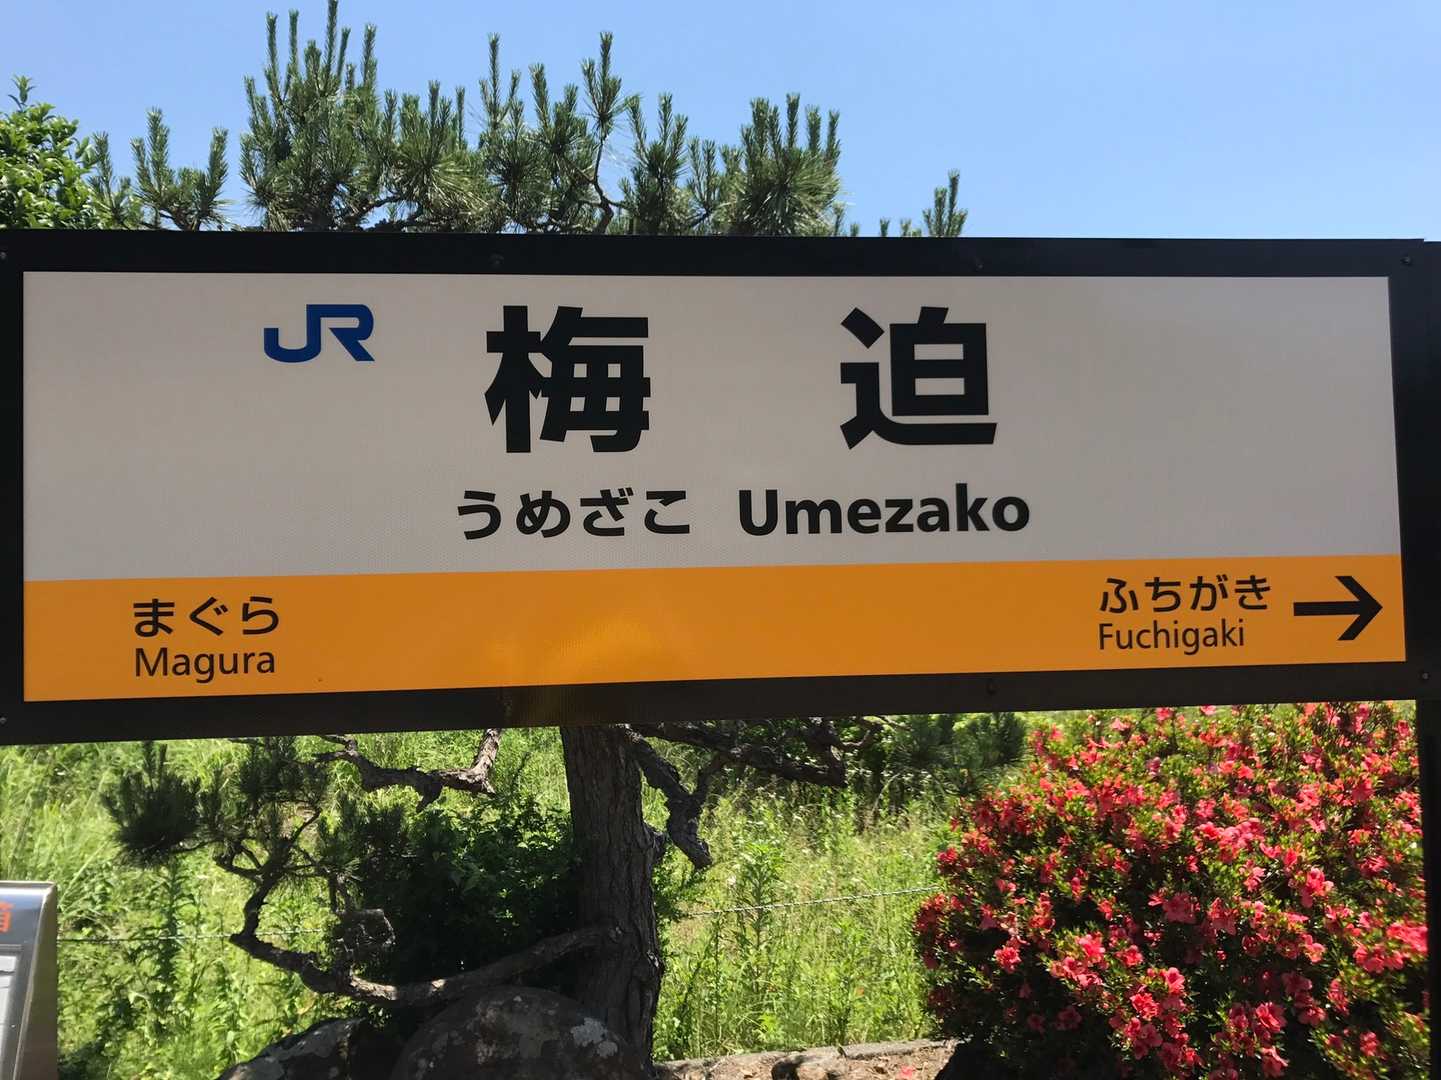 JR 梅迫
うめざこ Umezako
まぐら
Magura
ふちがき →
Fuchigaki